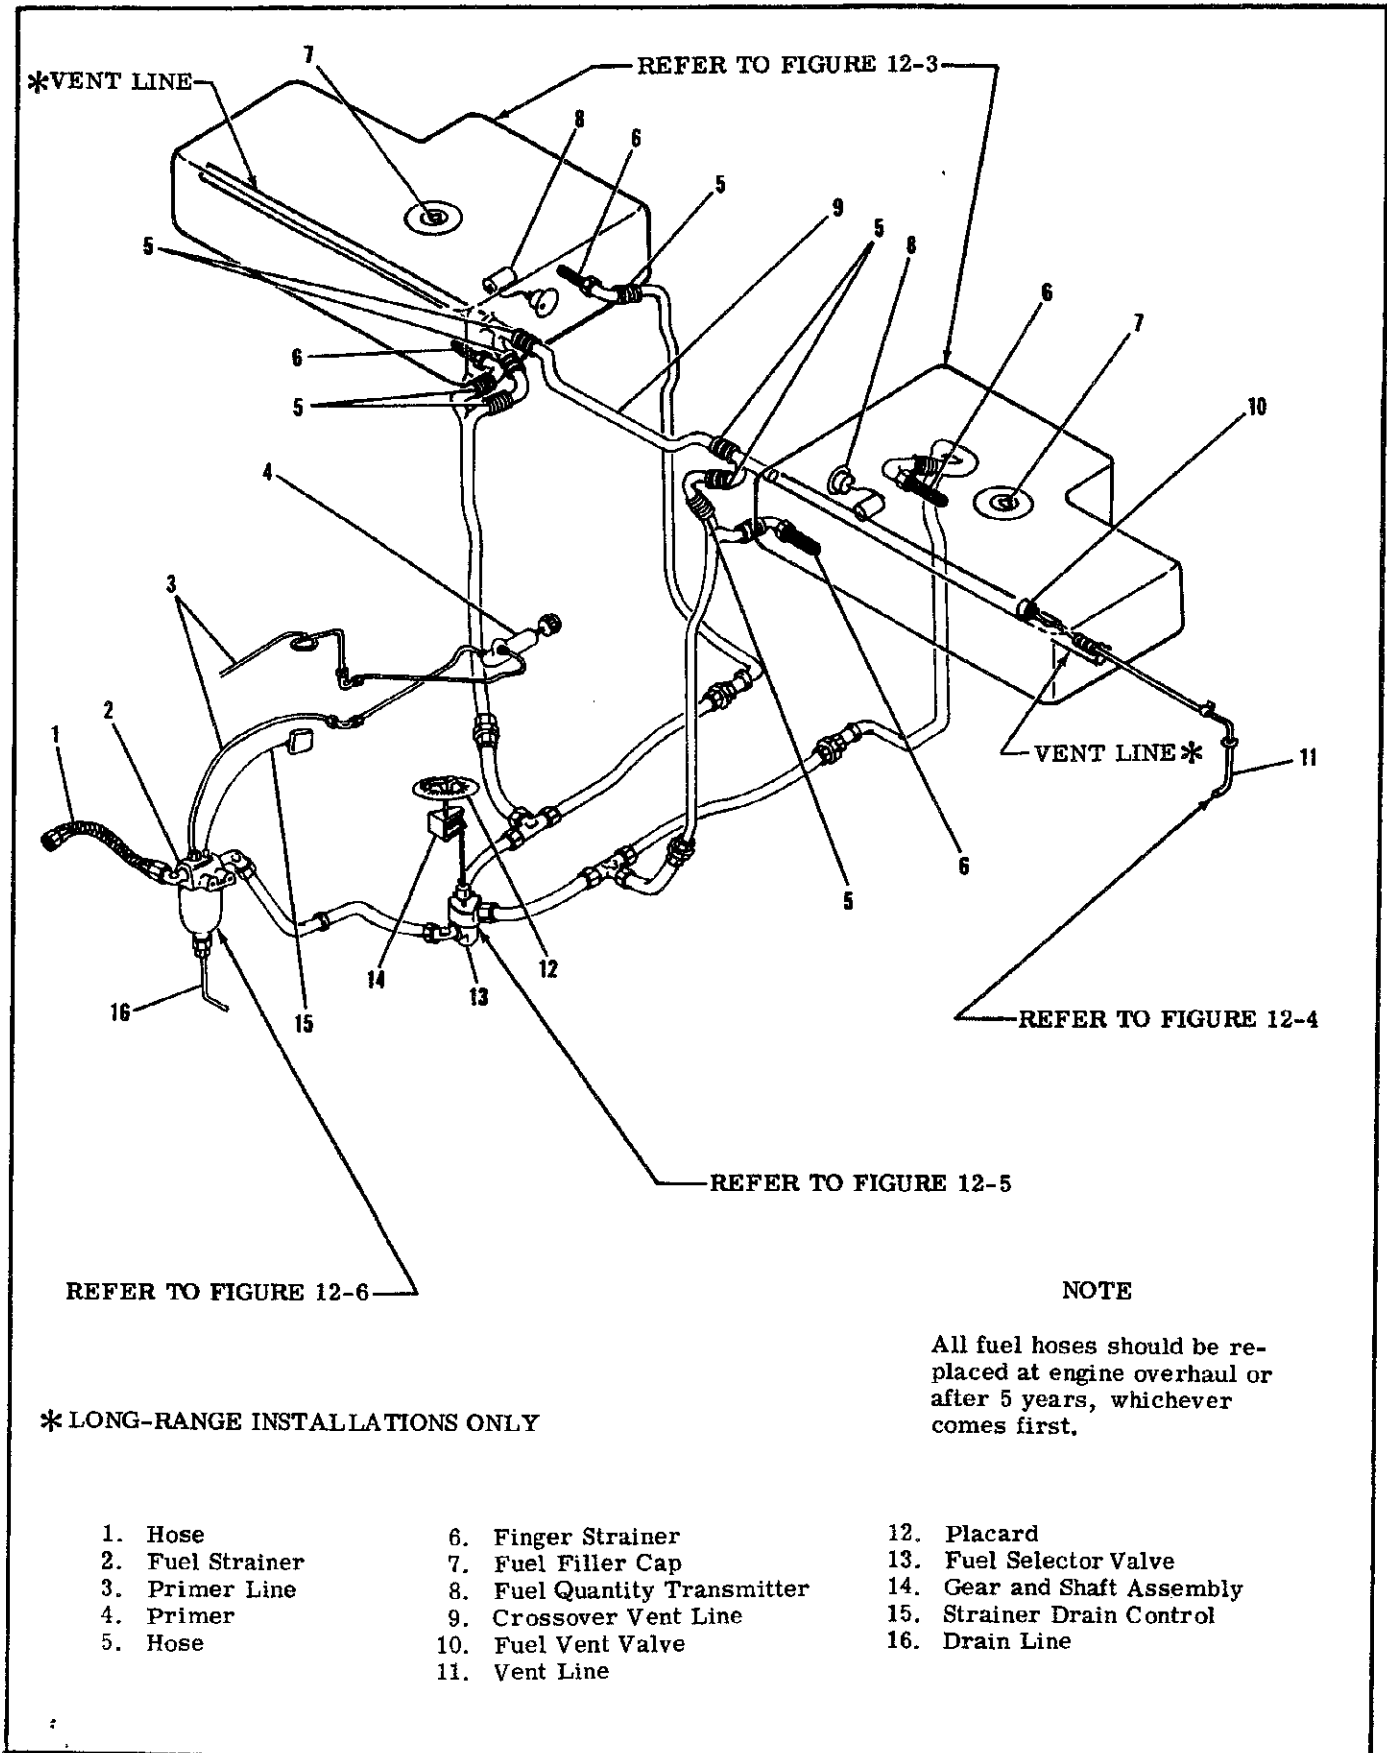 7
*VENT LINE
REFER TO FIGURE 12-3
8
6
5
9
5
8
5
6
7
6
10
5
4
3
2
1
VENT LINE*
11
6
5
14
13
12
16
15
REFER TO FIGURE 12-4
REFER TO FIGURE 12-5
REFER TO FIGURE 12-6
NOTE
All fuel hoses should be re-
placed at engine overhaul or
after 5 years, whichever
comes first.
* LONG-RANGE INSTALLATIONS ONLY
1. Hose
2. Fuel Strainer
3. Primer Line
4. Primer
5. Hose
6. Finger Strainer
7. Fuel Filler Cap
8. Fuel Quantity Transmitter
9. Crossover Vent Line
10. Fuel Vent Valve
11. Vent Line
12. Placard
13. Fuel Selector Valve
14. Gear and Shaft Assembly
15. Strainer Drain Control
16. Drain Line